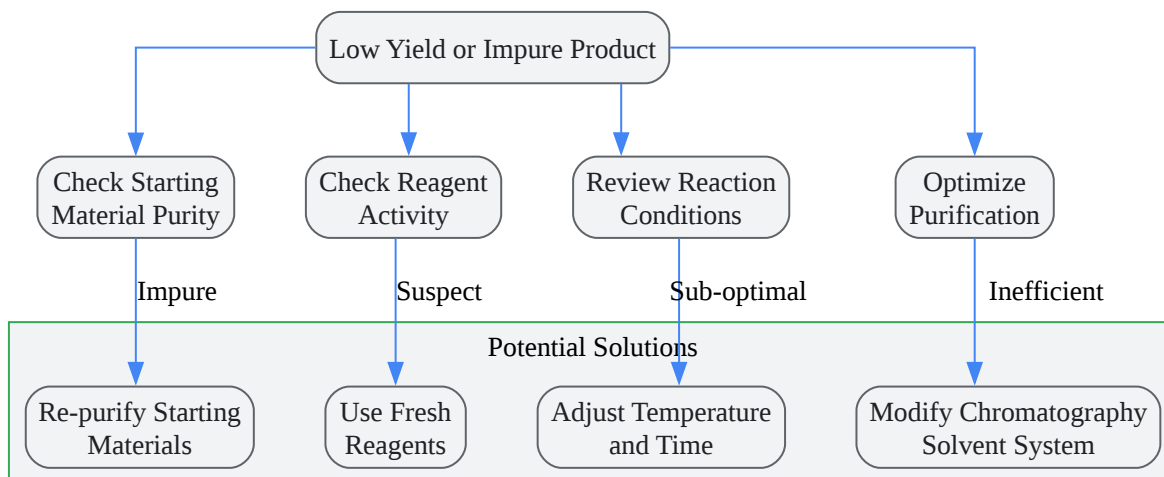 Low Yield or Impure Product
Check Starting
Material Purity
Check Reagent
Activity
Review Reaction
Conditions
Optimize
Purification
Impure
Suspect
Sub-optimal
Inefficient
Potential Solutions
Re-purify Starting
Materials
Use Fresh
Reagents
Adjust Temperature
and Time
Modify Chromatography
Solvent System